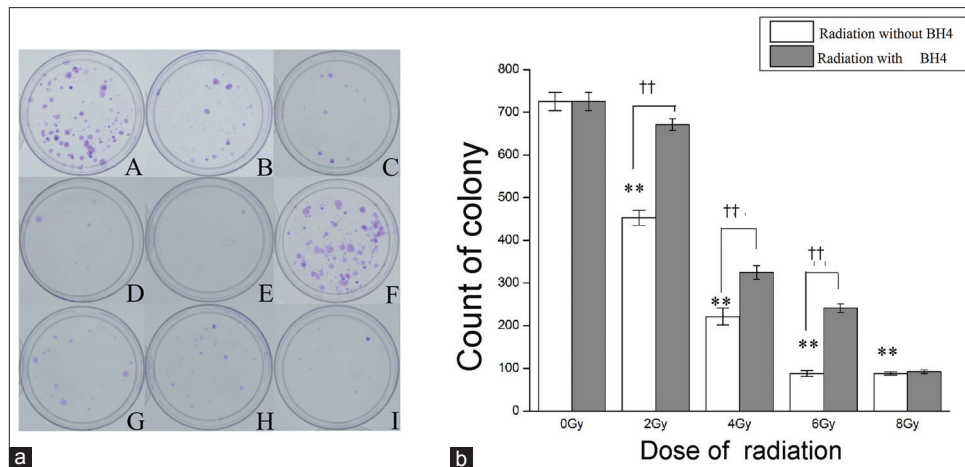 A
B
C
D
E
F
G
H
I
a
Radiation without BH4
Radiation with BH4
800
700
600
500
400
300
200
100
0
Count of colony
††
**
††
**
††
**
**
0Gy
2Gy
4Gy
6Gy
8Gy
Dose of radiation
b